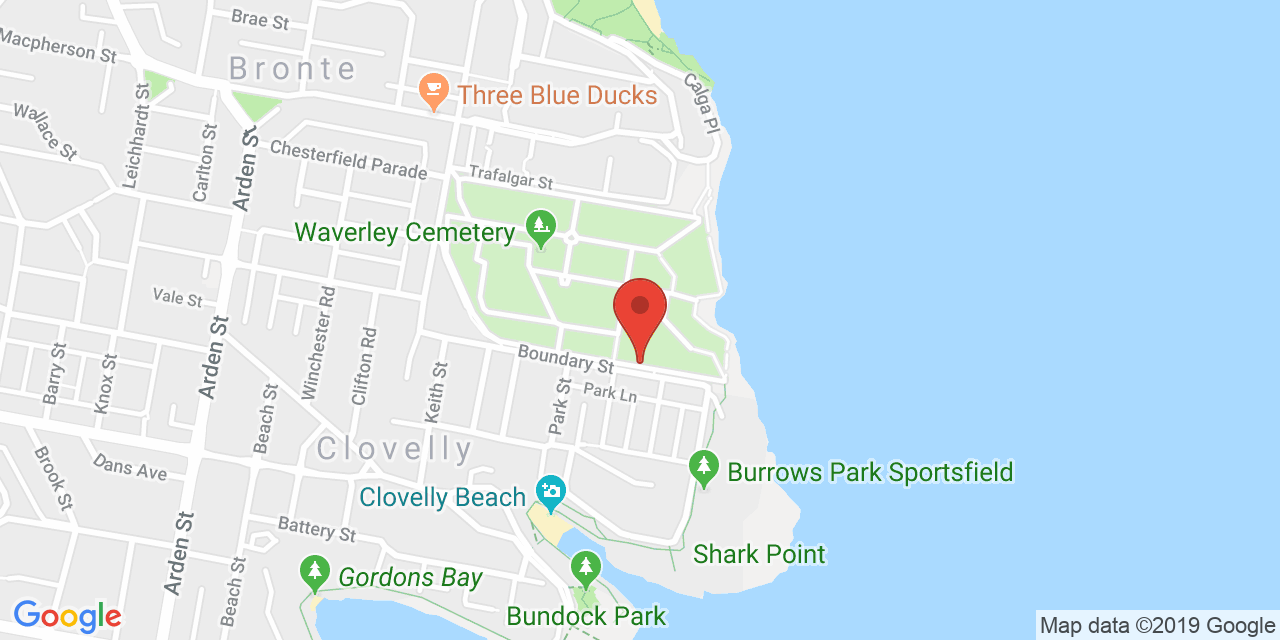 Brae St
Macpherson St
Bronte
Calga Pl
Three Blue Ducks
Wallace St
Leichhardt St
Carlton St
Arden St
Chesterfield Parade
Trafalgar St
Waverley Cemetery
Vale St
Winchester Rd
Clifton Rd
Arden St
Boundary St
Barry St
Knox St
Beach St
Keith St
Park St
Park Ln
Clovelly
Brook St
Dans Ave
Burrows Park Sportsfield
Clovelly Beach
Battery St
Arden St
Beach St
Shark Point
Gordons Bay
Bundock Park
Google
Map data ©2019 Google